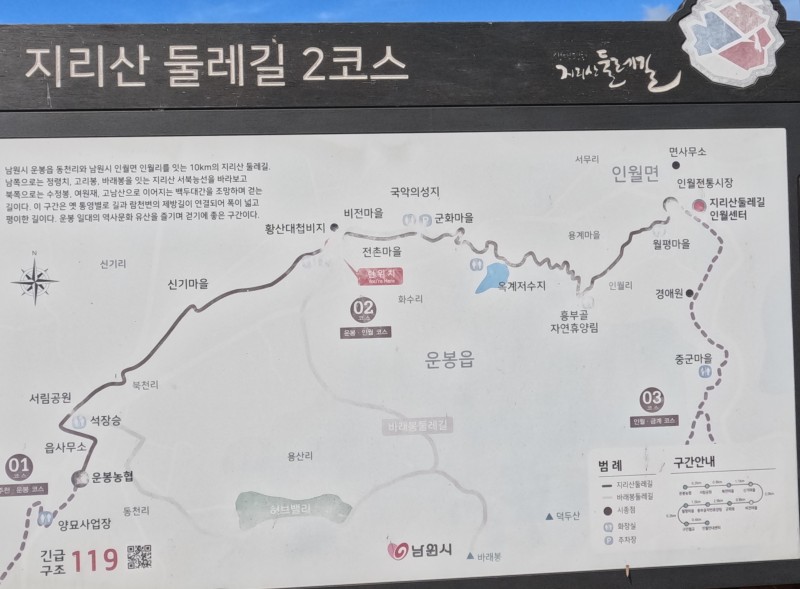 지리산 둘레길 2코스
지리산둘레길
남원시 운봉읍 동천리와 남원시 인월면 인월리를 잇는 10km의 지리산 둘레길.
남쪽으로는 정령치, 고리봉, 바래봉을 잇는 지리산 서북능선을 바라보고
북쪽으로는 수정봉, 여원재, 고남산으로 이어지는 백두대간을 조망하며 걷는
길이다. 이 구간은 옛 통영별로 길과 람천변의 제방길이 연결되어 폭이 넓고
평이한 길이다. 운봉 일대의 역사문화 유산을 즐기며 걷기에 좋은 구간이다.
서무리
면사무소
인월면
인월전통시장
지리산둘레길
인월센터
국악의성지
비전마을
군화마을
황산대첩비지
전촌마을
용계마을
월평마을
N
신기리
신기마을
현위치
화수리
옥계저수지
인월리
경애원
02
코스
운봉 · 인월 코스
흥부골
자연휴양림
운봉읍
중군마을
북천리
서림공원
석장승
03
코스
인월 · 금계 코스
바래봉둘레길
읍사무소
01
코스
주천 · 운봉 코스
운봉농협
용산리
범 례
지리산둘레길
바래봉둘레길
시종점
화장실
주차장
구간안내
허브밸리
동천리
양묘사업장
덕두산
바래봉
긴급
구조
119
남원시